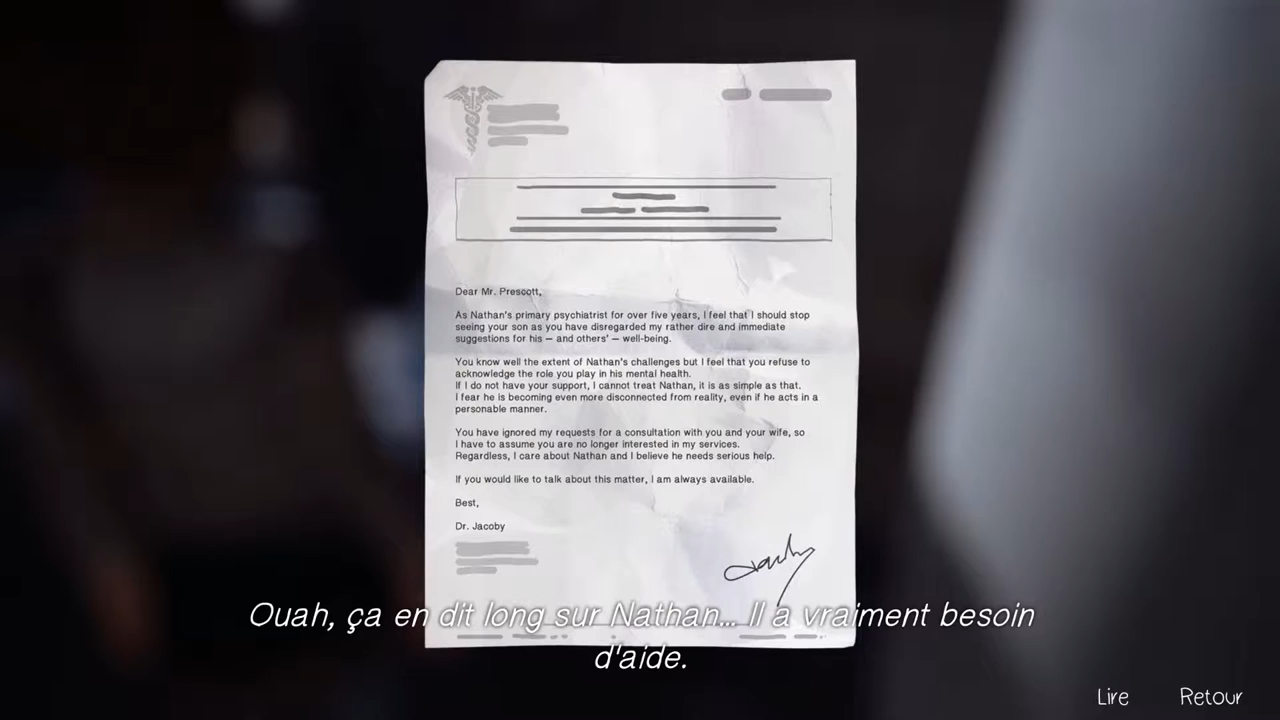 Dear Mr. Prescott,
As Nathan's primary psychiatrist for over five years, I feel that I should stop
seeing your son as you have disregarded my rather dire and immediate
suggestions for his — and others' — well-being.
You know well the extent of Nathan's challenges but I feel that you refuse to
acknowledge the role you play in his mental health.
If I do not have your support, I cannot treat Nathan, it is as simple as that.
I fear he is becoming even more disconnected from reality, even if he acts in a
personable manner.
You have ignored my requests for a consultation with you and your wife, so
I have to assume you are no longer interested in my services.
Regardless, I care about Nathan and I believe he needs serious help.
If you would like to talk about this matter, I am always available.
Best,
Dr. Jacoby
Ouah, ça en dit long sur Nathan... Il a vraiment besoin
d'aide.
Lire Retour